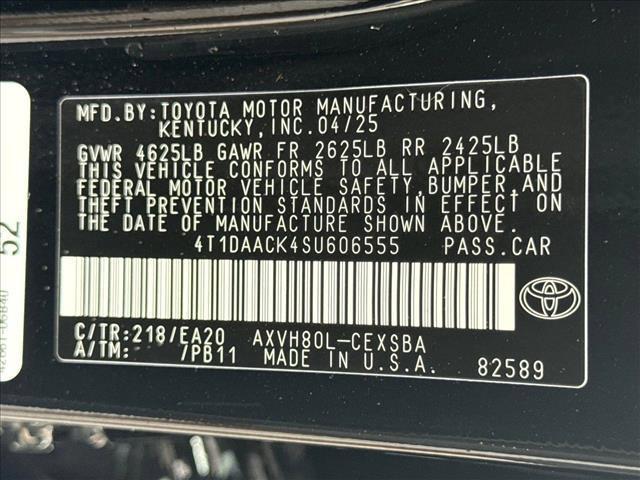 MFD.BY:TOYOTA MOTOR MANUFACTURING,
KENTUCKY,INC.04/25
GVWR 4625LB GAWR FR 2625LB RR 2425LB
THIS VEHICLE CONFORMS TO ALL APPLICABLE
FEDERAL MOTOR VEHICLE SAFETY,BUMPER,AND
THEFT PREVENTION STANDARDS IN EFFECT ON
THE DATE OF MANUFACTURE SHOWN ABOVE.
4T1DAACK4SU606555 PASS.CAR
C/TR:218/EA20 AXVH80L-CEXSBA
A/TM: /PB11 MADE IN U.S.A.
82589
52